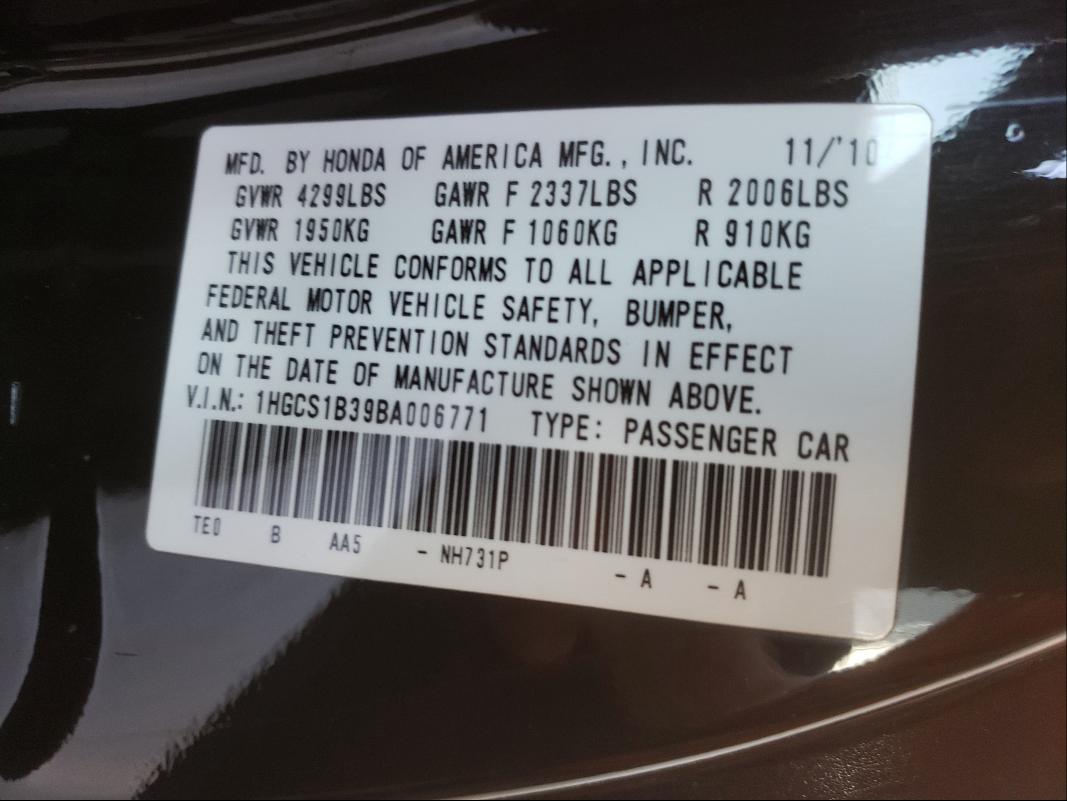 MFD. BY HONDA OF AMERICA MFG., INC. 11/'10
GVWR 4299LBS GAWR F 2337LBS R 2006LBS
GVWR 1950KG GAWR F 1060KG R 910KG
THIS VEHICLE CONFORMS TO ALL APPLICABLE
FEDERAL MOTOR VEHICLE SAFETY, BUMPER,
AND THEFT PREVENTION STANDARDS IN EFFECT
ON THE DATE OF MANUFACTURE SHOWN ABOVE.
V.I.N.: 1HGCS1B39BA006771 TYPE: PASSENGER CAR
TE0 B AA5 - NH731P - A - A